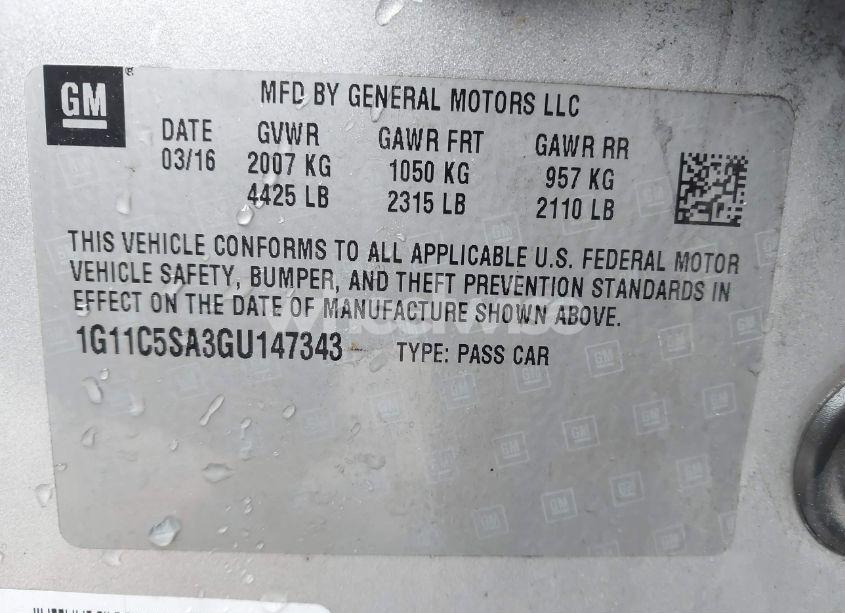 GM
MFD BY GENERAL MOTORS LLC
DATE GVWR GAWR FRT GAWR RR
03/16 2007 KG 1050 KG 957 KG
4425 LB 2315 LB 2110 LB
THIS VEHICLE CONFORMS TO ALL APPLICABLE U.S. FEDERAL MOTOR
VEHICLE SAFETY, BUMPER, AND THEFT PREVENTION STANDARDS IN
EFFECT ON THE DATE OF MANUFACTURE SHOWN ABOVE.
1G11C5SA3GU147343 TYPE: PASS CAR